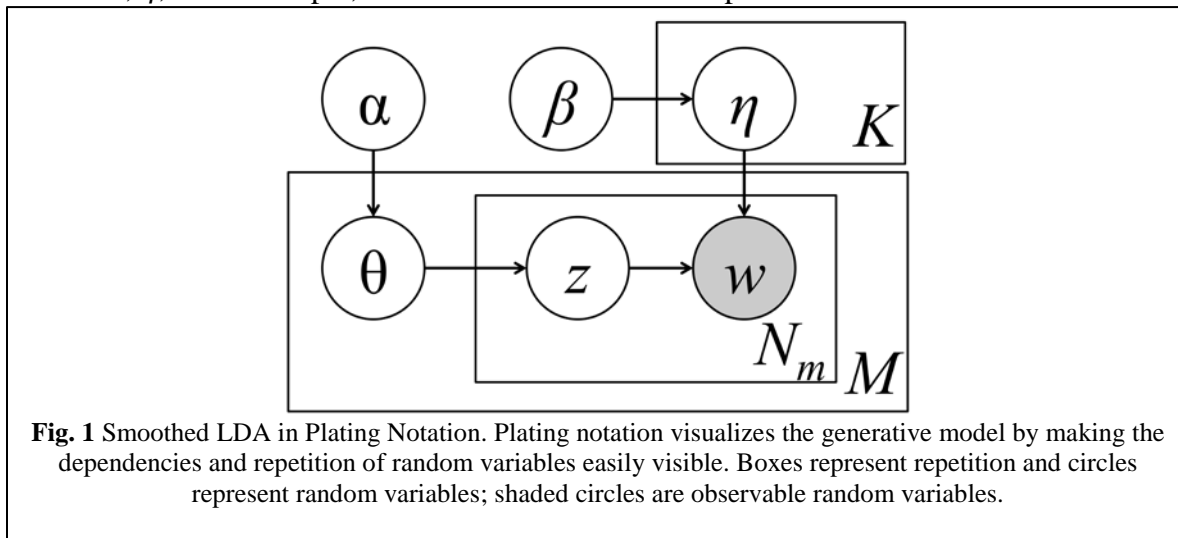 α
β
η
K
θ
z
w
N_m
M
Fig. 1 Smoothed LDA in Plating Notation. Plating notation visualizes the generative model by making the
dependencies and repetition of random variables easily visible. Boxes represent repetition and circles
represent random variables; shaded circles are observable random variables.